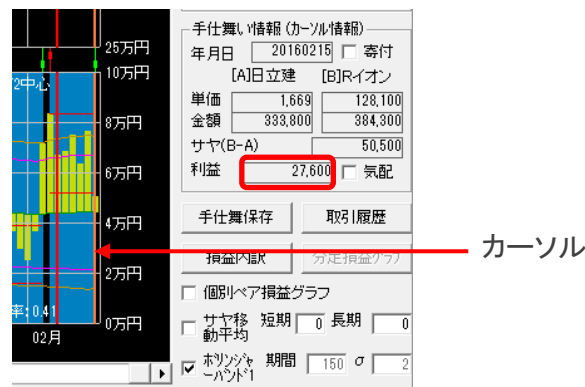 手仕舞い情報(カーソル情報)
年月日 20160215 寄付
[A]日立建 [B]Rイオン
単価 1,669 128,100
金額 333,800 384,300
サヤ(B-A) 50,500
利益 27,600 気配
手仕舞保存 取引履歴
損益内訳 分足損益グラフ
個別ペア損益グラフ
サヤ移動平均 短期 0 長期 0
ボリンジャーバンド1 期間 150 σ 2
25万円
10万円
8万円
6万円
4万円
2万円
0万円
2中心
率:0.41
02月
カーソル